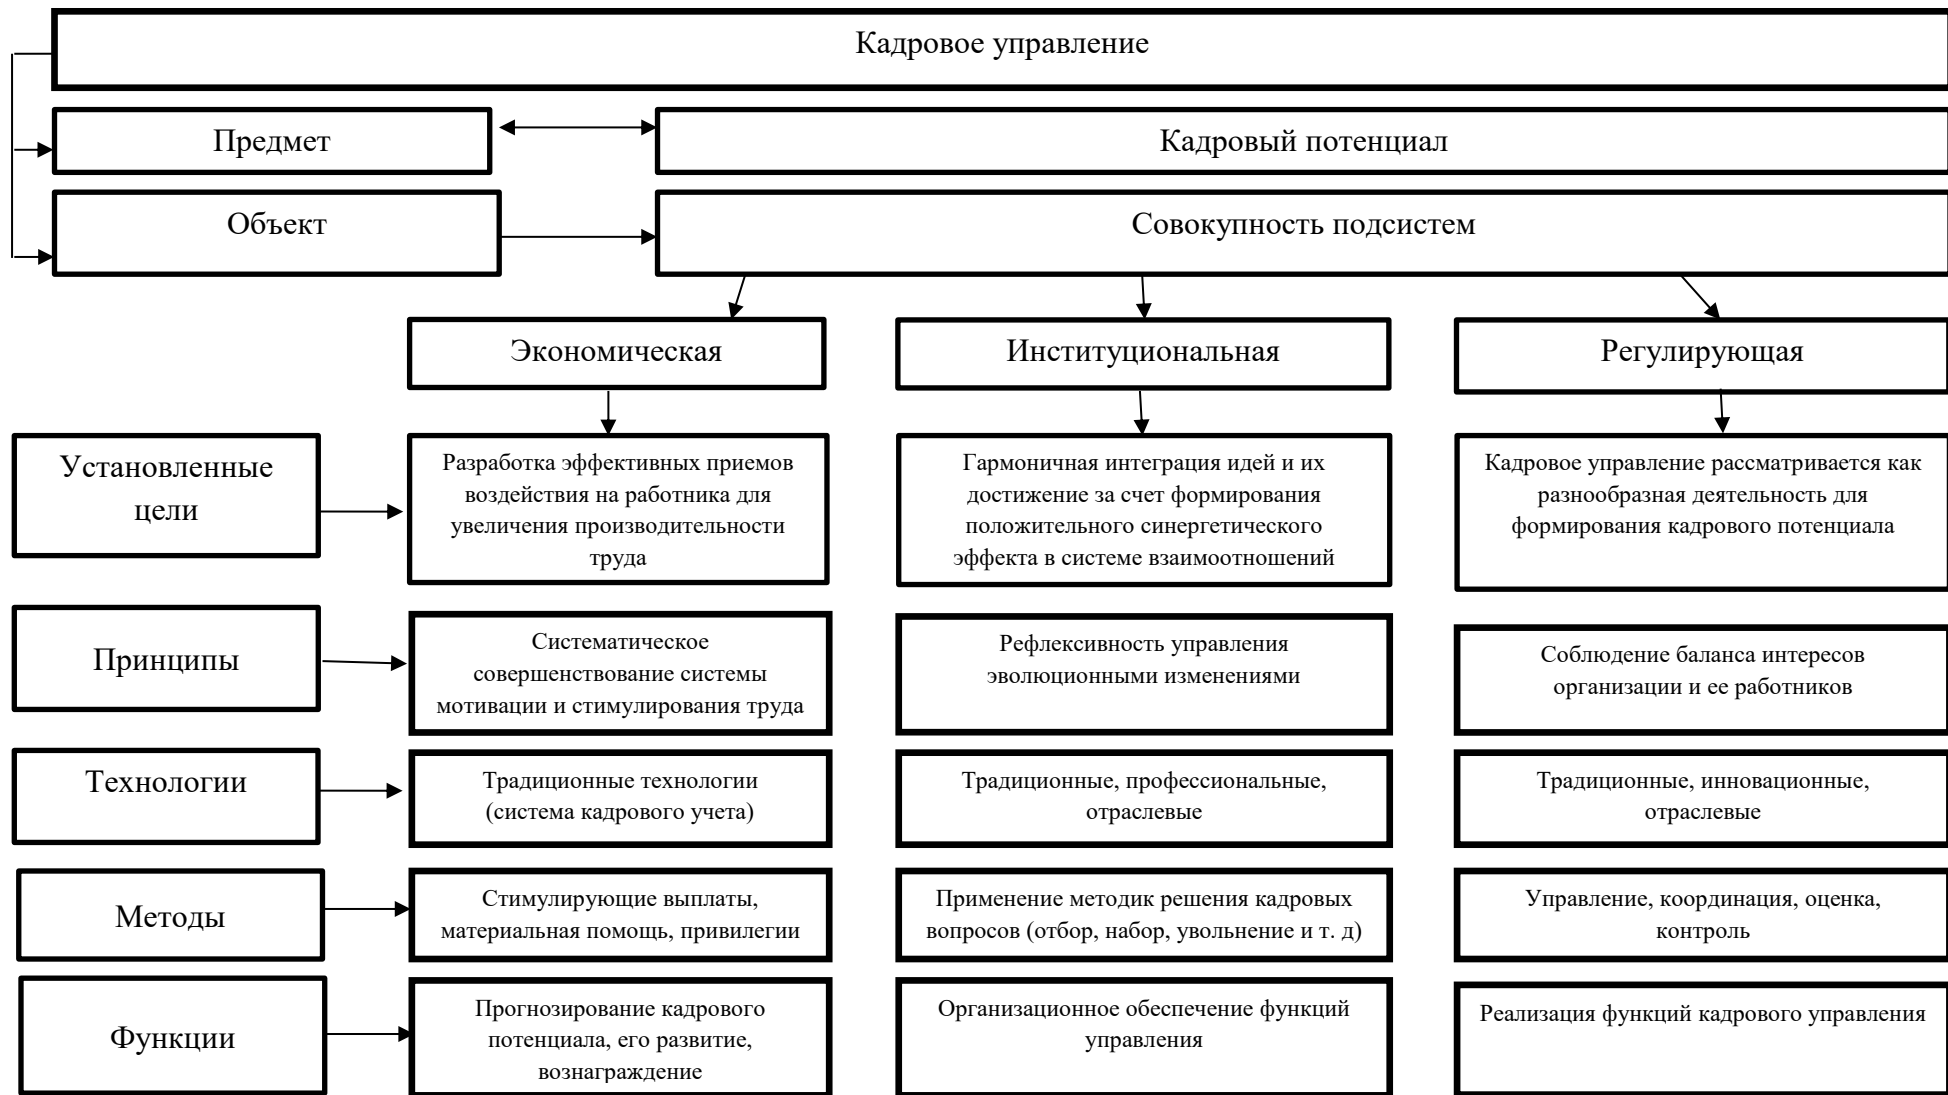 Кадровое управление
Предмет
Кадровый потенциал
Объект
Совокупность подсистем
Экономическая
Институциональная
Регулирующая
Установленные
цели
Разработка эффективных приемов
воздействия на работника для
увеличения производительности
труда
Гармоничная интеграция идей и их
достижение за счет формирования
положительного синергетического
эффекта в системе взаимоотношений
Кадровое управление рассматривается как
разнообразная деятельность для
формирования кадрового потенциала
Принципы
Систематическое
совершенствование системы
мотивации и стимулирования труда
Рефлексивность управления
эволюционными изменениями
Соблюдение баланса интересов
организации и ее работников
Технологии
Традиционные технологии
(система кадрового учета)
Традиционные, профессиональные,
отраслевые
Традиционные, инновационные,
отраслевые
Методы
Стимулирующие выплаты,
материальная помощь, привилегии
Применение методик решения кадровых
вопросов (отбор, набор, увольнение и т. д)
Управление, координация, оценка,
контроль
Функции
Прогнозирование кадрового
потенциала, его развитие,
вознаграждение
Организационное обеспечение функций
управления
Реализация функций кадрового управления